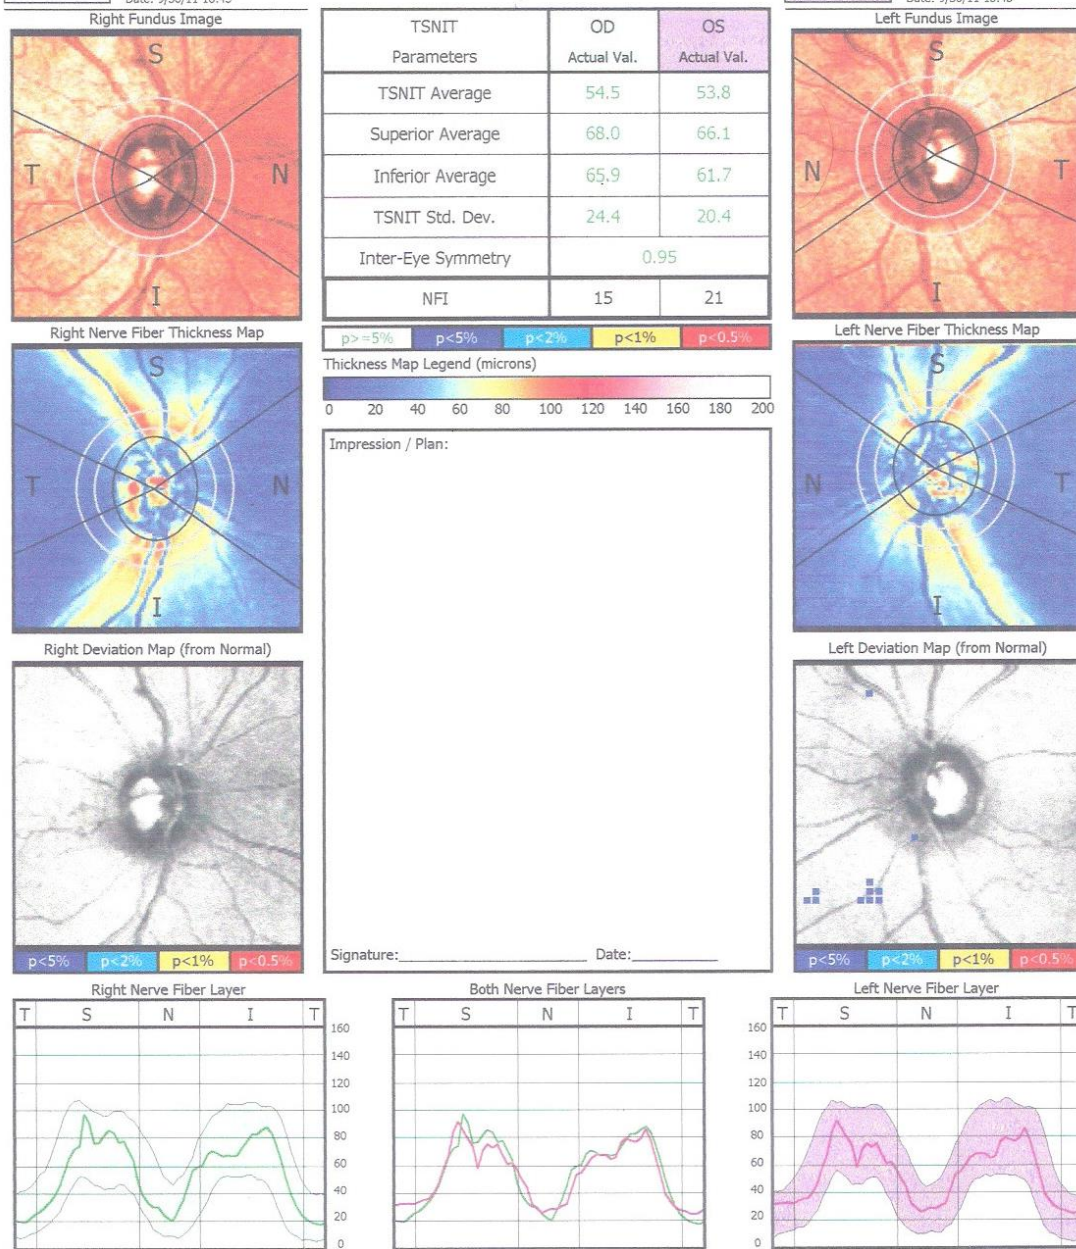 Date: 9/30/11 10:45
Right Fundus Image
S
T
N
I
TSNIT Parameters OD Actual Val. OS Actual Val.
TSNIT Average 54.5 53.8
Superior Average 68.0 66.1
Inferior Average 65.9 61.7
TSNIT Std. Dev. 24.4 20.4
Inter-Eye Symmetry 0.95
NFI 15 21
p>=5% p<5% p<2% p<1% p<0.5%
Thickness Map Legend (microns)
0 20 40 60 80 100 120 140 160 180 200
Impression / Plan:
Signature: Date:
Left Fundus Image
S
N
T
I
Right Nerve Fiber Thickness Map
S
T
N
I
Left Nerve Fiber Thickness Map
S
N
T
I
Right Deviation Map (from Normal)
p<5% p<2% p<1% p<0.5%
Left Deviation Map (from Normal)
p<5% p<2% p<1% p<0.5%
Right Nerve Fiber Layer
T S N I T
160
140
120
100
80
60
40
20
0
Both Nerve Fiber Layers
T S N I T
Left Nerve Fiber Layer
T S N I T
160
140
120
100
80
60
40
20
0